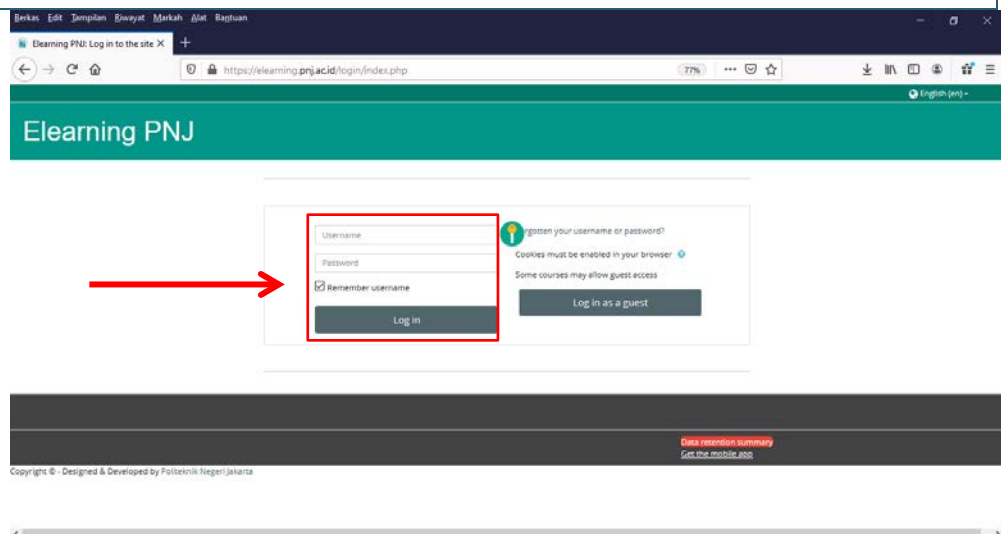 Berkas Edit Tampilan Riwayat Markah Alat Bantuan
Elearning PNJ: Log in to the site
https://elearning.pnj.ac.id/login/index.php 77%
English (en)
Elearning PNJ
Username
Password
Remember username
Log in
rgotten your username or password?
Cookies must be enabled in your browser
Some courses may allow guest access
Log in as a guest
Data retention summary
Get the mobile app
Copyright © - Designed & Developed by Politeknik Negeri Jakarta